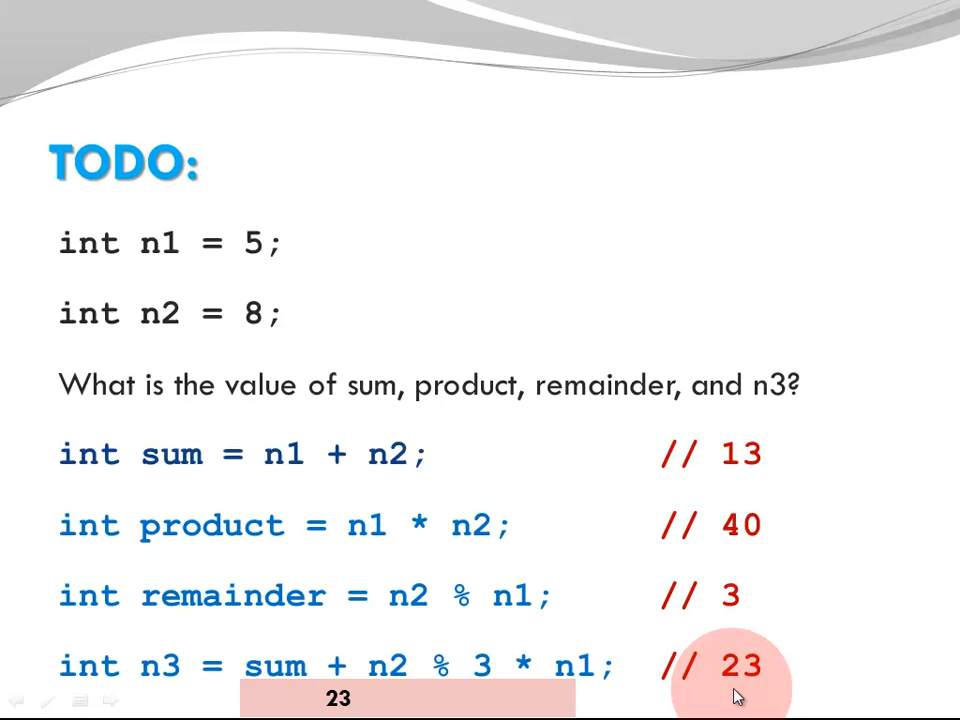 TODO:
int n1 = 5;
int n2 = 8;
What is the value of sum, product, remainder, and n3?
int sum = n1 + n2; // 13
int product = n1 * n2; // 40
int remainder = n2 % n1; // 3
int n3 = sum + n2 % 3 * n1; // 23
23